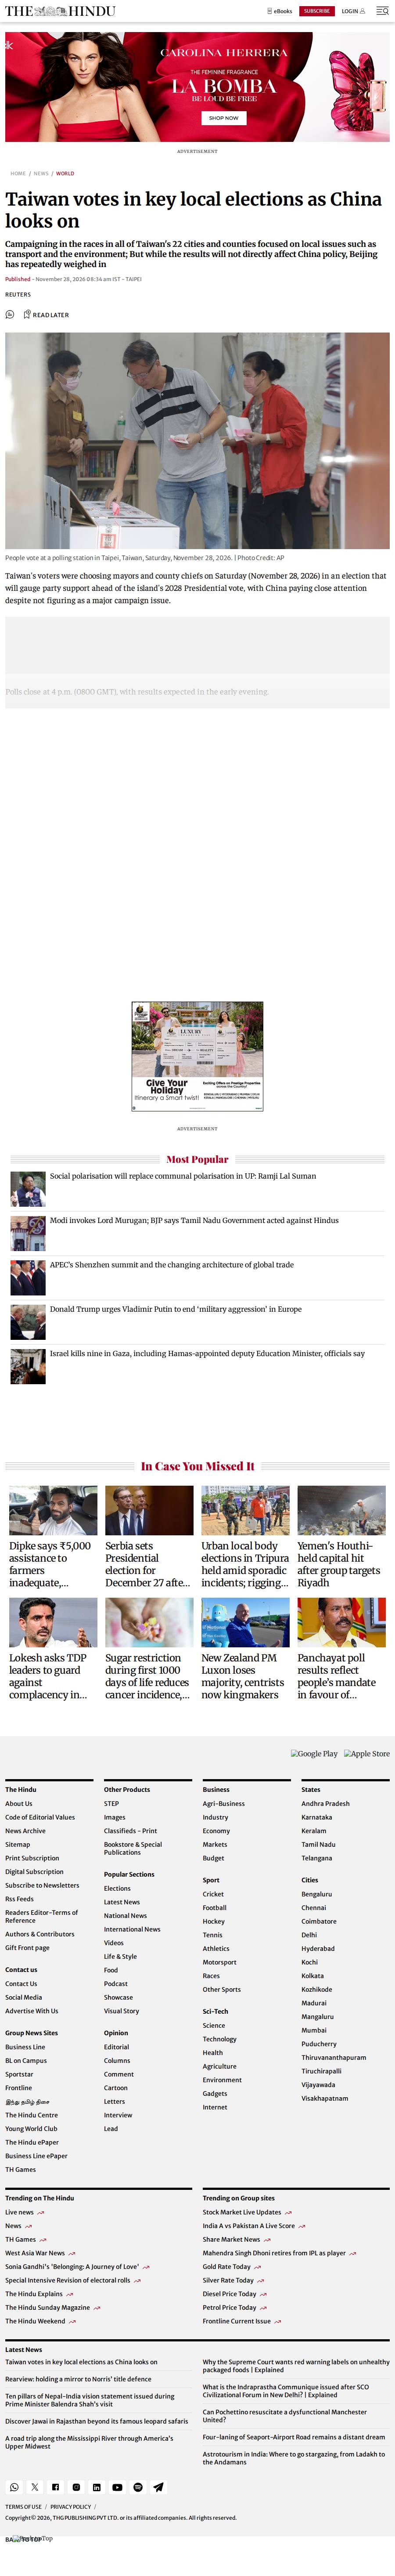 THE HINDU
eBooks
SUBSCRIBE
LOGIN
CAROLINA HERRERA
THE FEMININE FRAGRANCE
LA BOMBA
BE LOUD BE FREE
SHOP NOW
ADVERTISEMENT
HOME / NEWS / WORLD
Taiwan votes in key local elections as China
looks on
Campaigning in the races in all of Taiwan's 22 cities and counties focused on local issues such as
transport and the environment; But while the results will not directly affect China policy, Beijing
has repeatedly weighed in
Published - November 28, 2026 08:34 am IST - TAIPEI
REUTERS
READ LATER
People vote at a polling station in Taipei, Taiwan, Saturday, November 28, 2026. | Photo Credit: AP
Taiwan's voters were choosing mayors and county chiefs on Saturday (November 28, 2026) in an election that
will gauge party support ahead of the island's 2028 Presidential vote, with China paying close attention
despite not figuring as a major campaign issue.
Polls close at 4 p.m. (0800 GMT), with results expected in the early evening.
Give Your
Holiday
Itinerary a Smart twist!
ADVERTISEMENT
Most Popular
Social polarisation will replace communal polarisation in UP: Ramji Lal Suman
Modi invokes Lord Murugan; BJP says Tamil Nadu Government acted against Hindus
APEC's Shenzhen summit and the changing architecture of global trade
Donald Trump urges Vladimir Putin to end 'military aggression' in Europe
Israel kills nine in Gaza, including Hamas-appointed deputy Education Minister, officials say
In Case You Missed It
Dipke says ₹5,000
assistance to
farmers
inadequate,...
Serbia sets
Presidential
election for
December 27 afte...
Urban local body
elections in Tripura
held amid sporadic
incidents; rigging...
Yemen's Houthi-
held capital hit
after group targets
Riyadh
Lokesh asks TDP
leaders to guard
against
complacency in...
Sugar restriction
during first 1000
days of life reduces
cancer incidence,...
New Zealand PM
Luxon loses
majority, centrists
now kingmakers
Panchayat poll
results reflect
people's mandate
in favour of...
Google Play
Apple Store
The Hindu
About Us
Code of Editorial Values
News Archive
Sitemap
Print Subscription
Digital Subscription
Subscribe to Newsletters
Rss Feeds
Readers Editor-Terms of
Reference
Authors & Contributors
Gift Front page
Contact us
Contact Us
Social Media
Advertise With Us
Group News Sites
Business Line
BL on Campus
Sportstar
Frontline
இந்து தமிழ் திசை
The Hindu Centre
Young World Club
The Hindu ePaper
Business Line ePaper
TH Games
Other Products
STEP
Images
Classifieds - Print
Bookstore & Special
Publications
Popular Sections
Elections
Latest News
National News
International News
Videos
Life & Style
Food
Podcast
Showcase
Visual Story
Opinion
Editorial
Columns
Comment
Cartoon
Letters
Interview
Lead
Business
Agri-Business
Industry
Economy
Markets
Budget
Sport
Cricket
Football
Hockey
Tennis
Athletics
Motorsport
Races
Other Sports
Sci-Tech
Science
Technology
Health
Agriculture
Environment
Gadgets
Internet
States
Andhra Pradesh
Karnataka
Keralam
Tamil Nadu
Telangana
Cities
Bengaluru
Chennai
Coimbatore
Delhi
Hyderabad
Kochi
Kolkata
Kozhikode
Madurai
Mangaluru
Mumbai
Puducherry
Thiruvananthapuram
Tiruchirapalli
Vijayawada
Visakhapatnam
Trending on The Hindu
Live news
News
TH Games
West Asia War News
Sonia Gandhi's 'Belonging: A Journey of Love'
Special Intensive Revision of electoral rolls
The Hindu Explains
The Hindu Sunday Magazine
The Hindu Weekend
Trending on Group sites
Stock Market Live Updates
India A vs Pakistan A Live Score
Share Market News
Mahendra Singh Dhoni retires from IPL as player
Gold Rate Today
Silver Rate Today
Diesel Price Today
Petrol Price Today
Frontline Current Issue
Latest News
Taiwan votes in key local elections as China looks on
Rearview: holding a mirror to Norris' title defence
Ten pillars of Nepal-India vision statement issued during
Prime Minister Balendra Shah's visit
Discover Jawai in Rajasthan beyond its famous leopard safaris
A road trip along the Mississippi River through America's
Upper Midwest
Why the Supreme Court wants red warning labels on unhealthy
packaged foods | Explained
What is the Indraprastha Communique issued after SCO
Civilizational Forum in New Delhi? | Explained
Can Pochettino resuscitate a dysfunctional Manchester
United?
Four-laning of Seaport-Airport Road remains a distant dream
Astrotourism in India: Where to go stargazing, from Ladakh to
the Andamans
TERMS OF USE / PRIVACY POLICY /
Copyright© 2026, THG PUBLISHING PVT LTD. or its affiliated companies. All rights reserved.
BACK TO TOP